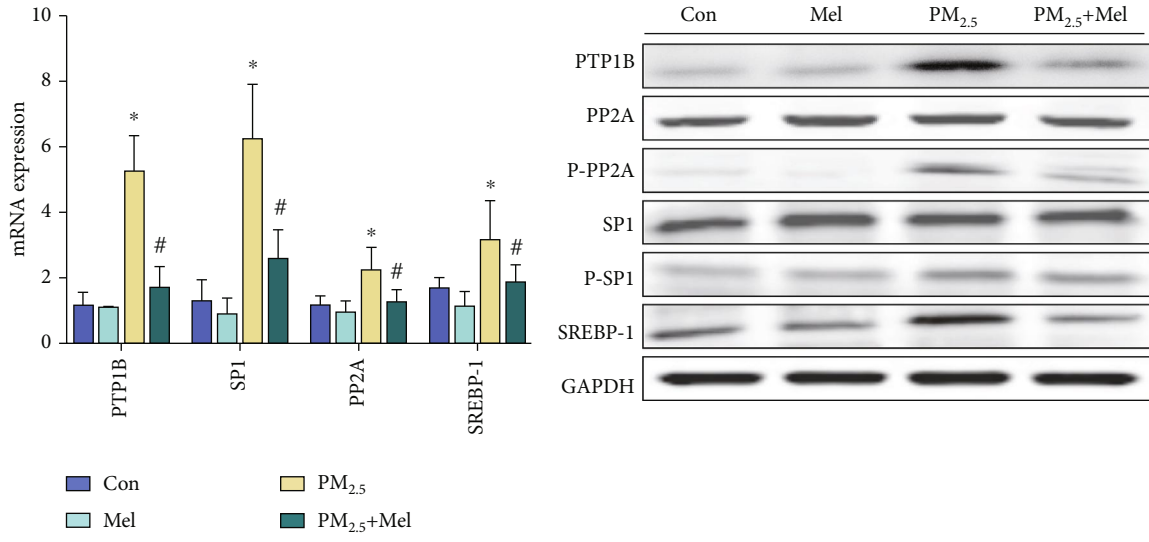 10
8
6
4
2
0
mRNA expression
*
#
*
#
*
#
*
#
PTP1B
SP1
PP2A
SREBP-1
Con
Mel
PM2.5
PM2.5+Mel
Con Mel PM2.5 PM2.5+Mel
PTP1B
PP2A
P-PP2A
SP1
P-SP1
SREBP-1
GAPDH